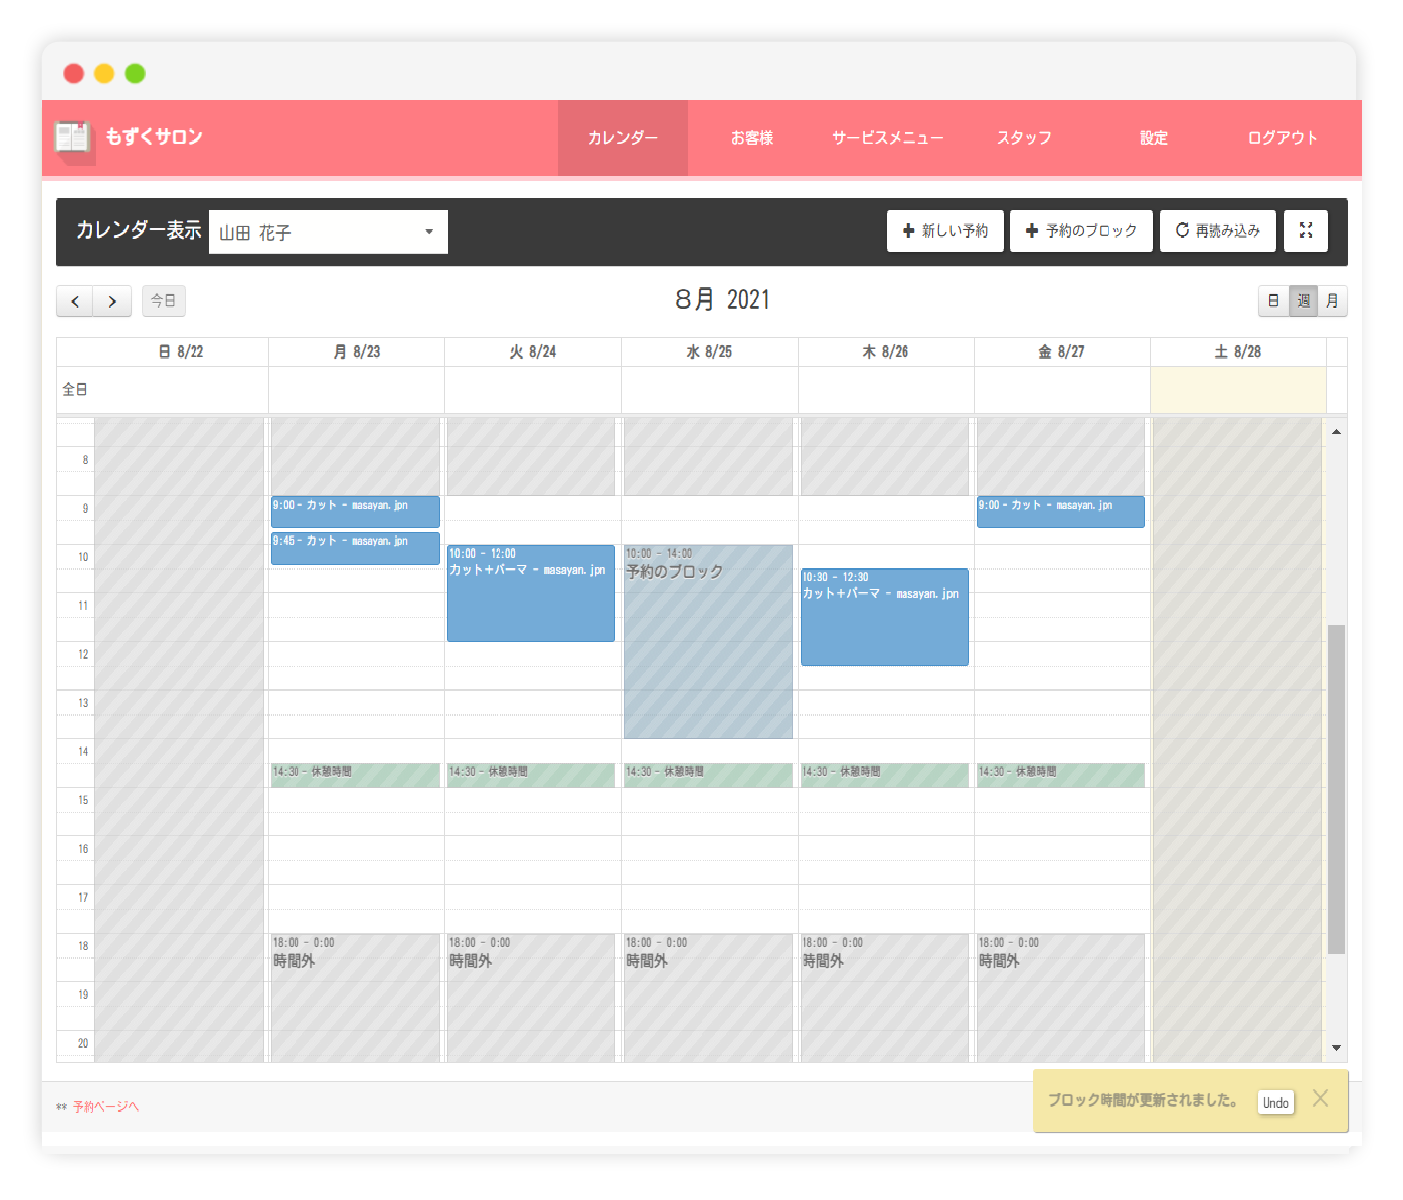 もずくサロン
カレンダー
お客様
サービスメニュー
スタッフ
設定
ログアウト
カレンダー表示
山田 花子
新しい予約
予約のブロック
再読み込み
今日
8月 2021
日
週
月
日 8/22
月 8/23
火 8/24
水 8/25
木 8/26
金 8/27
土 8/28
全日
8
9
9:00 - カット - masayan.jpn
9:00 - カット - masayan.jpn
9:45 - カット - masayan.jpn
10
10:00 - 12:00
カット+パーマ - masayan.jpn
10:00 - 14:00
予約のブロック
10:30 - 12:30
カット+パーマ - masayan.jpn
11
12
13
14
14:30 - 休憩時間
14:30 - 休憩時間
14:30 - 休憩時間
14:30 - 休憩時間
14:30 - 休憩時間
15
16
17
18
18:00 - 0:00
時間外
18:00 - 0:00
時間外
18:00 - 0:00
時間外
18:00 - 0:00
時間外
18:00 - 0:00
時間外
19
20
** 予約ページへ
ブロック時間が更新されました。
Undo